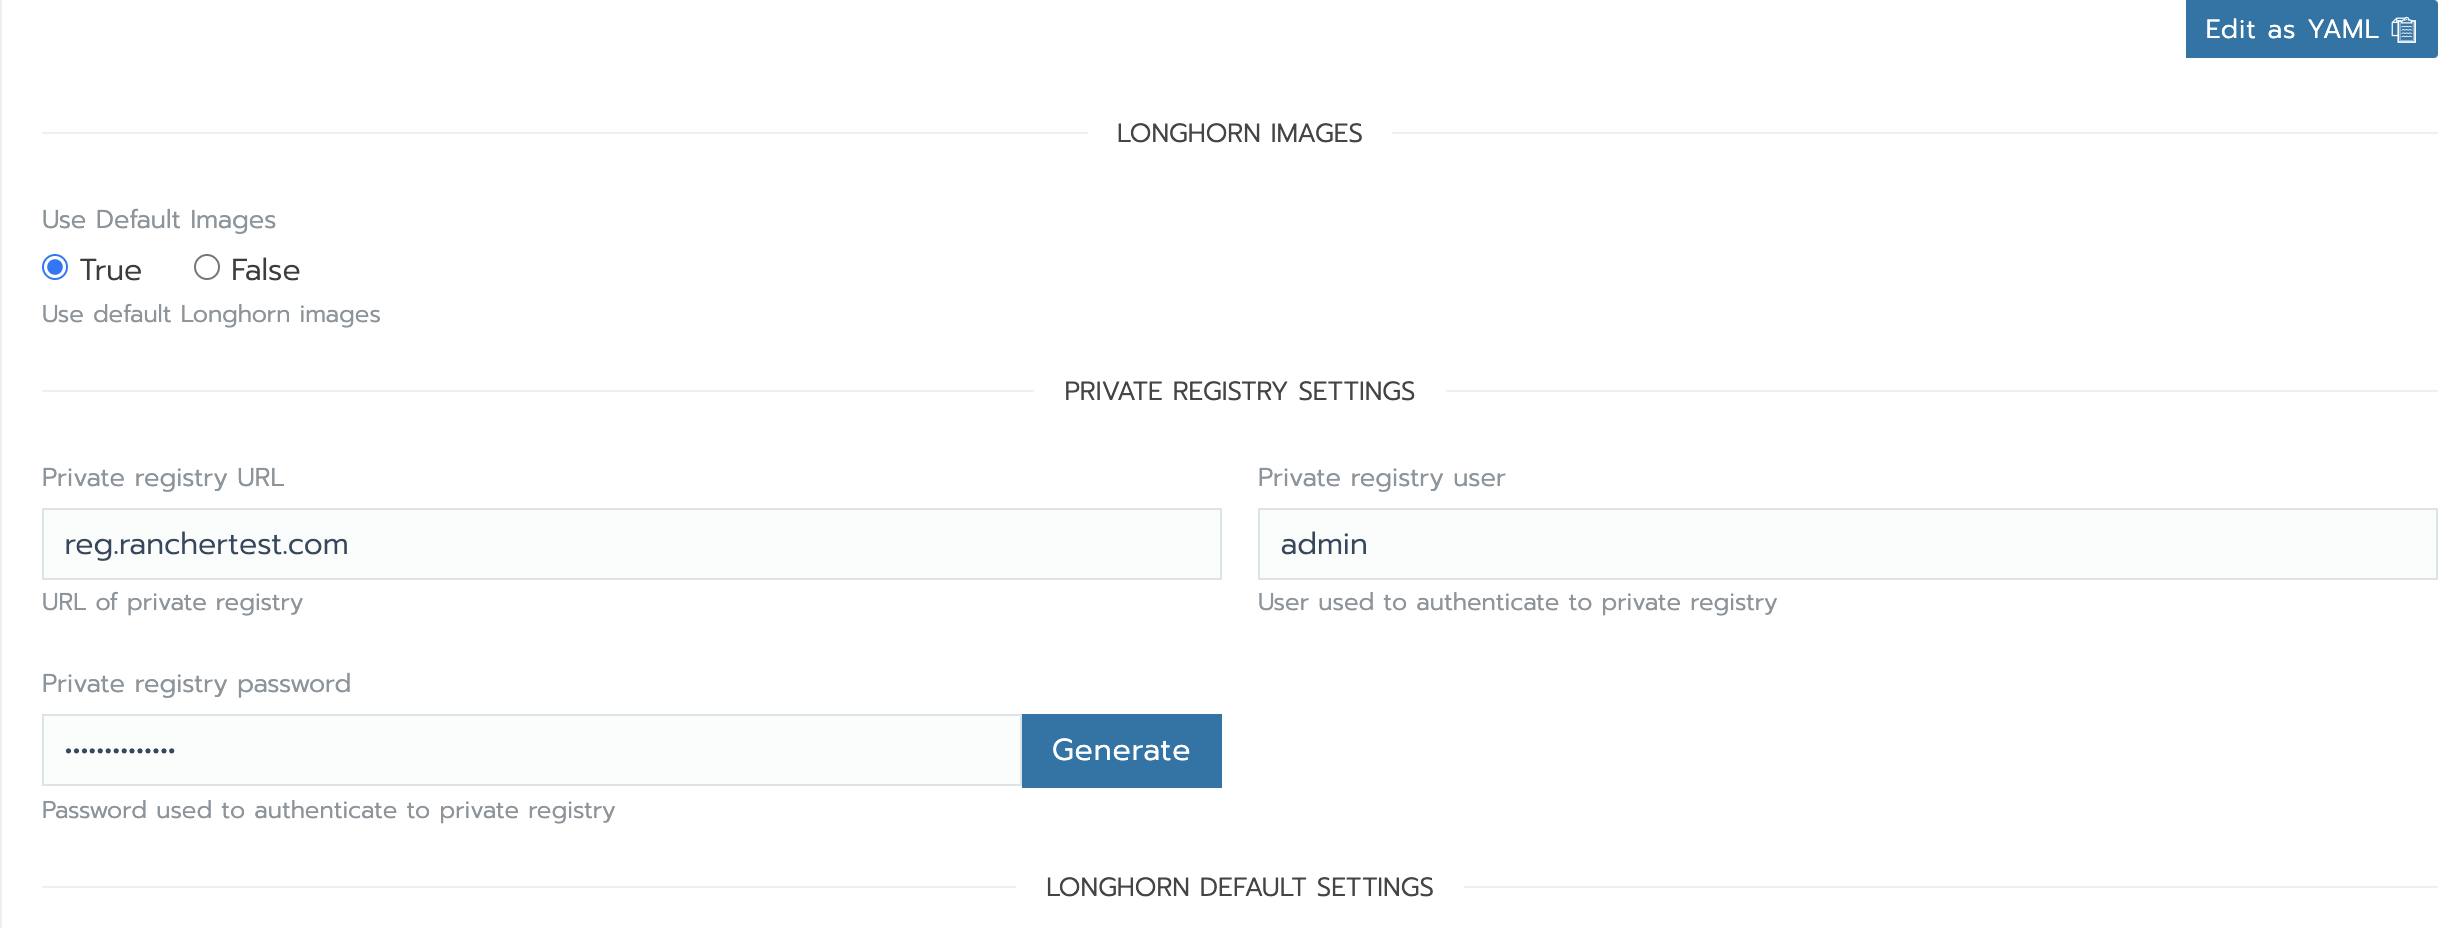 Edit as YAML
LONGHORN IMAGES
Use Default Images
True False
Use default Longhorn images
PRIVATE REGISTRY SETTINGS
Private registry URL
reg.ranchertest.com
URL of private registry
Private registry user
admin
User used to authenticate to private registry
Private registry password
••••••••••••••
Generate
Password used to authenticate to private registry
LONGHORN DEFAULT SETTINGS